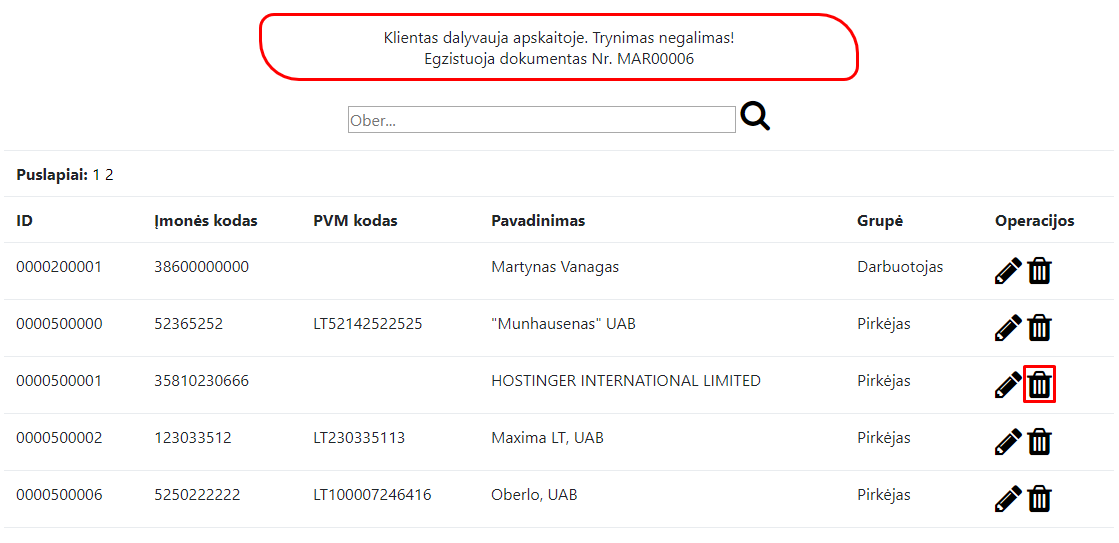 Klientas dalyvauja apskaitoje. Trynimas negalimas!
Egzistuoja dokumentas Nr. MAR00006
Ober...
Puslapiai: 1 2
ID Įmonės kodas PVM kodas Pavadinimas Grupė Operacijos
0000200001 38600000000 Martynas Vanagas Darbuotojas
0000500000 52365252 LT52142522525 "Munhausenas" UAB Pirkėjas
0000500001 35810230666 HOSTINGER INTERNATIONAL LIMITED Pirkėjas
0000500002 123033512 LT230335113 Maxima LT, UAB Pirkėjas
0000500006 5250222222 LT100007246416 Oberlo, UAB Pirkėjas